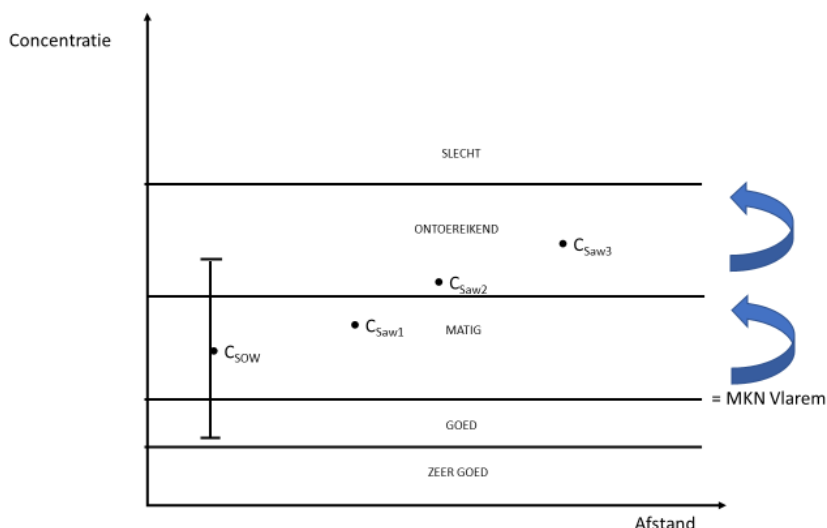 Concentratie
SLECHT
ONTOEREIKEND
C_Saw3
C_Saw2
C_Saw1
MATIG
C_SOW
= MKN Vlarem
GOED
ZEER GOED
Afstand